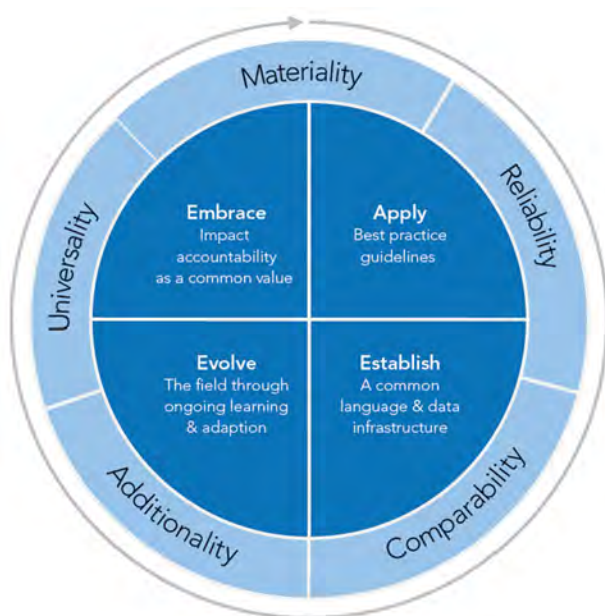 Materiality
Reliability
Comparability
Additionality
Universality
Embrace
Impact
accountability
as a common value
Apply
Best practice
guidelines
Evolve
The field through
ongoing learning
& adaption
Establish
A common
language & data
infrastructure